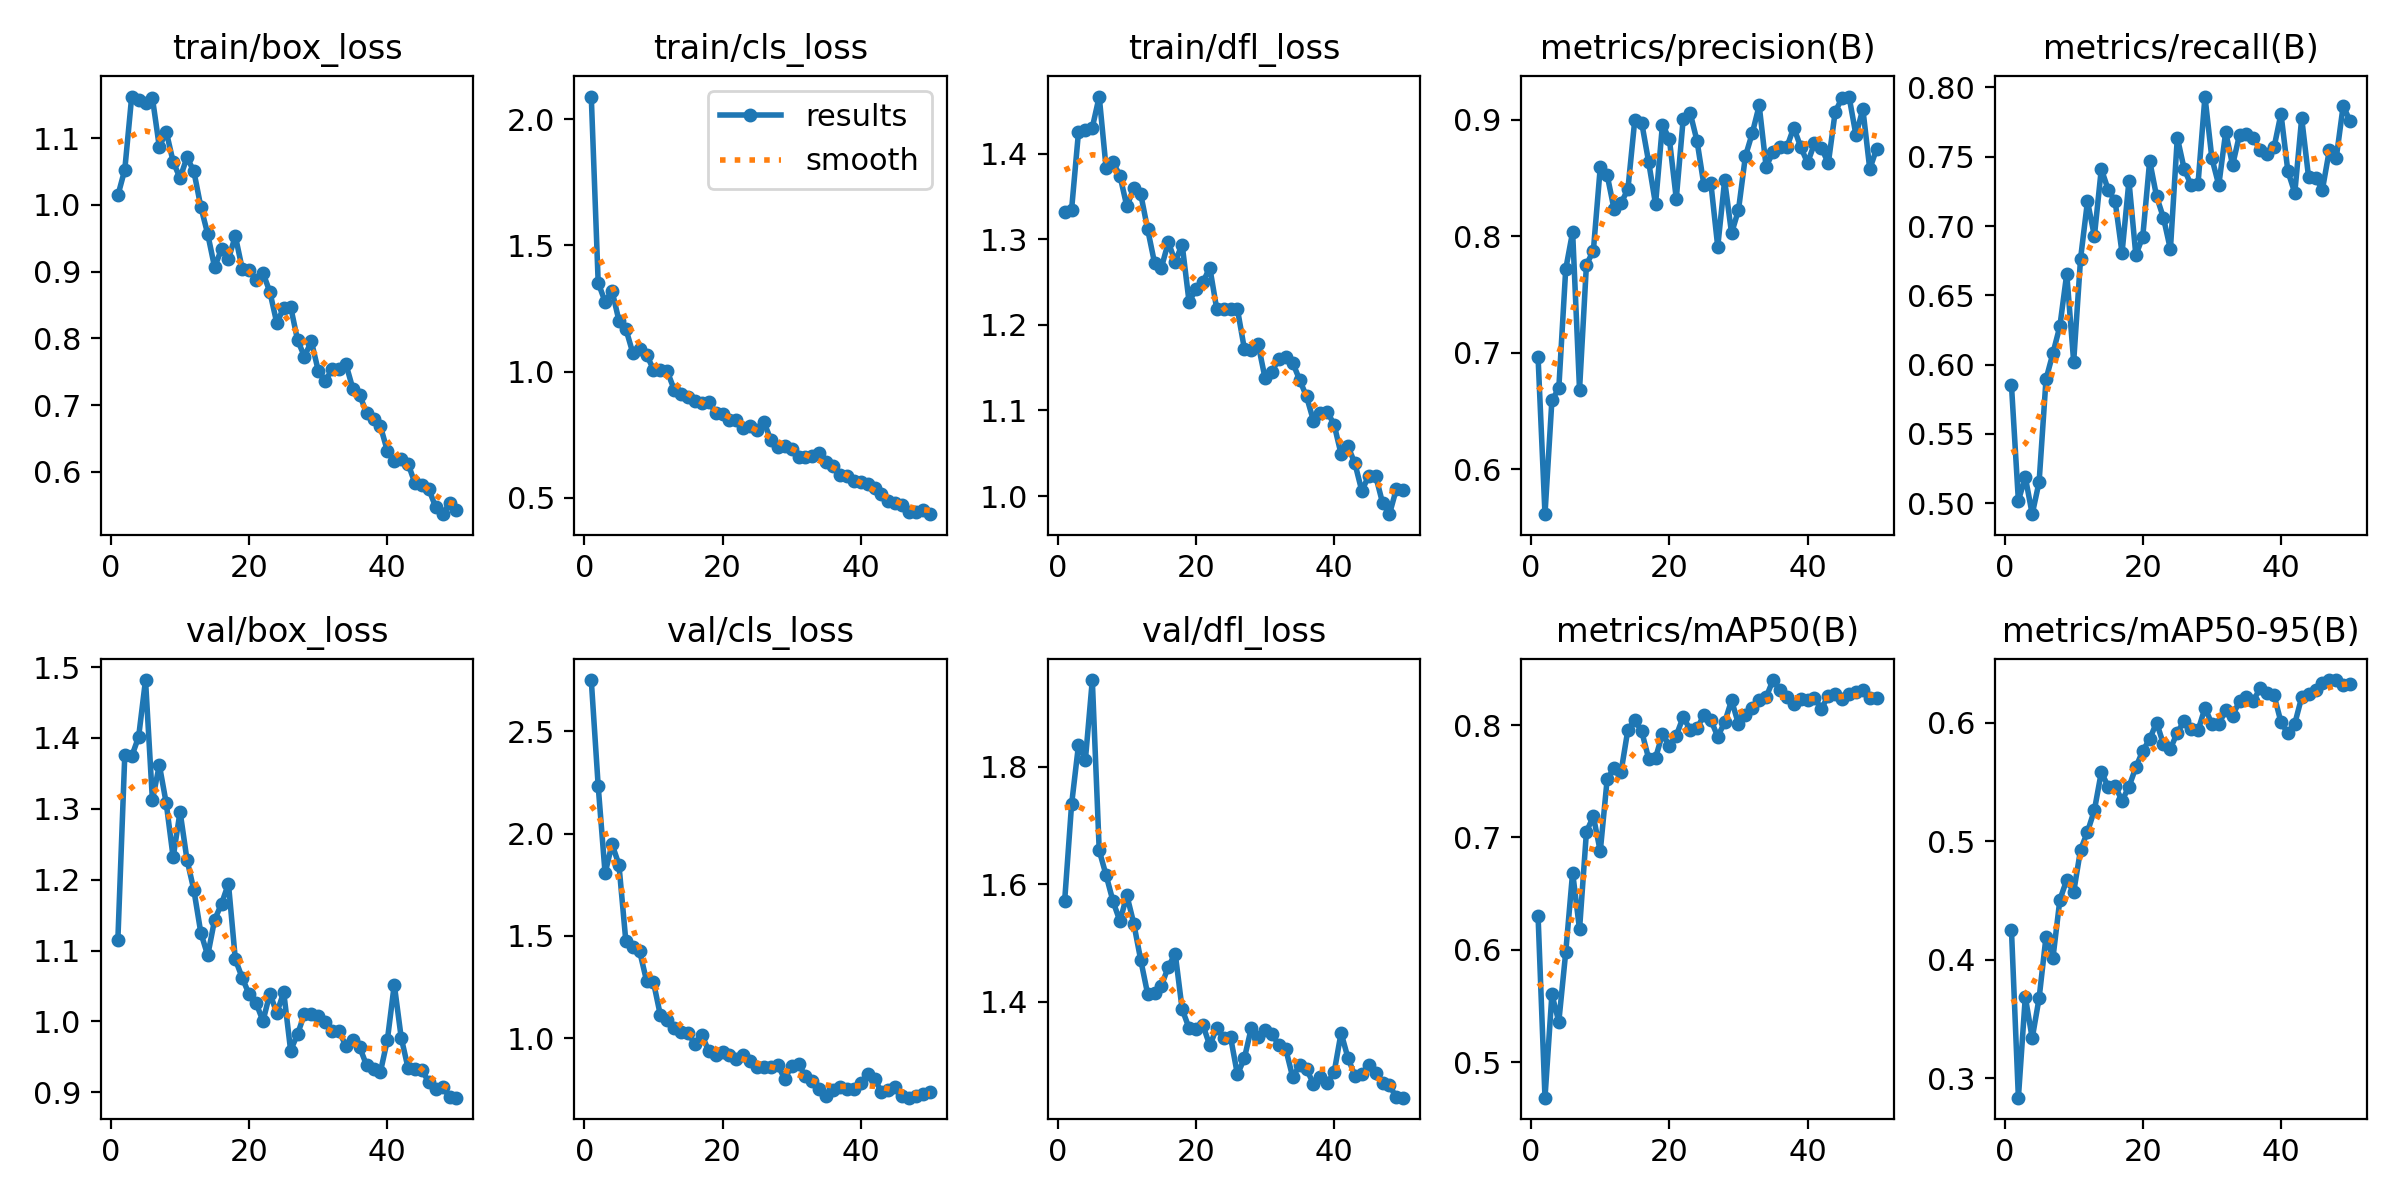 train/box_loss
1.1
1.0
0.9
0.8
0.7
0.6
0 20 40
train/cls_loss
results
smooth
2.0
1.5
1.0
0.5
0 20 40
train/dfl_loss
1.4
1.3
1.2
1.1
1.0
0 20 40
metrics/precision(B)
0.9
0.8
0.7
0.6
0 20 40
metrics/recall(B)
0.80
0.75
0.70
0.65
0.60
0.55
0.50
0 20 40
val/box_loss
1.5
1.4
1.3
1.2
1.1
1.0
0.9
0 20 40
val/cls_loss
2.5
2.0
1.5
1.0
0 20 40
val/dfl_loss
1.8
1.6
1.4
0 20 40
metrics/mAP50(B)
0.8
0.7
0.6
0.5
0 20 40
metrics/mAP50-95(B)
0.6
0.5
0.4
0.3
0 20 40